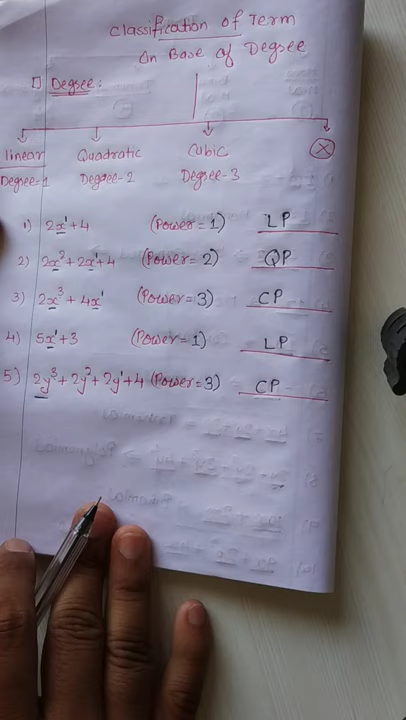 Classification of Term
On Base of Degree
1] Degree:
linear Quadratic Cubic X
Degree-1 Degree-2 Degree-3
1) 2x¹+4 (Power=1) LP
2) 2x²+2x¹+4 (Power=2) QP
3) 2x³+4x¹ (Power=3) CP
4) 5x¹+3 (Power=1) LP
5) 2y³+2y²+2y¹+4 (Power=3) CP